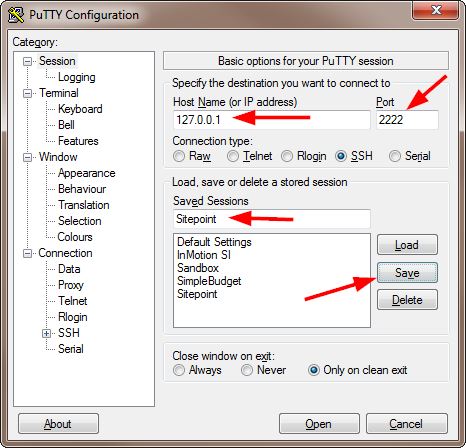 PuTTY Configuration
Category:
Session
Logging
Terminal
Keyboard
Bell
Features
Window
Appearance
Behaviour
Translation
Selection
Colours
Connection
Data
Proxy
Telnet
Rlogin
SSH
Serial
Basic options for your PuTTY session
Specify the destination you want to connect to
Host Name (or IP address) Port
127.0.0.1 2222
Connection type:
Raw Telnet Rlogin SSH Serial
Load, save or delete a stored session
Saved Sessions
Sitepoint
Default Settings
InMotion SI
Sandbox
SimpleBudget
Sitepoint
Load
Save
Delete
Close window on exit:
Always Never Only on clean exit
About Open Cancel